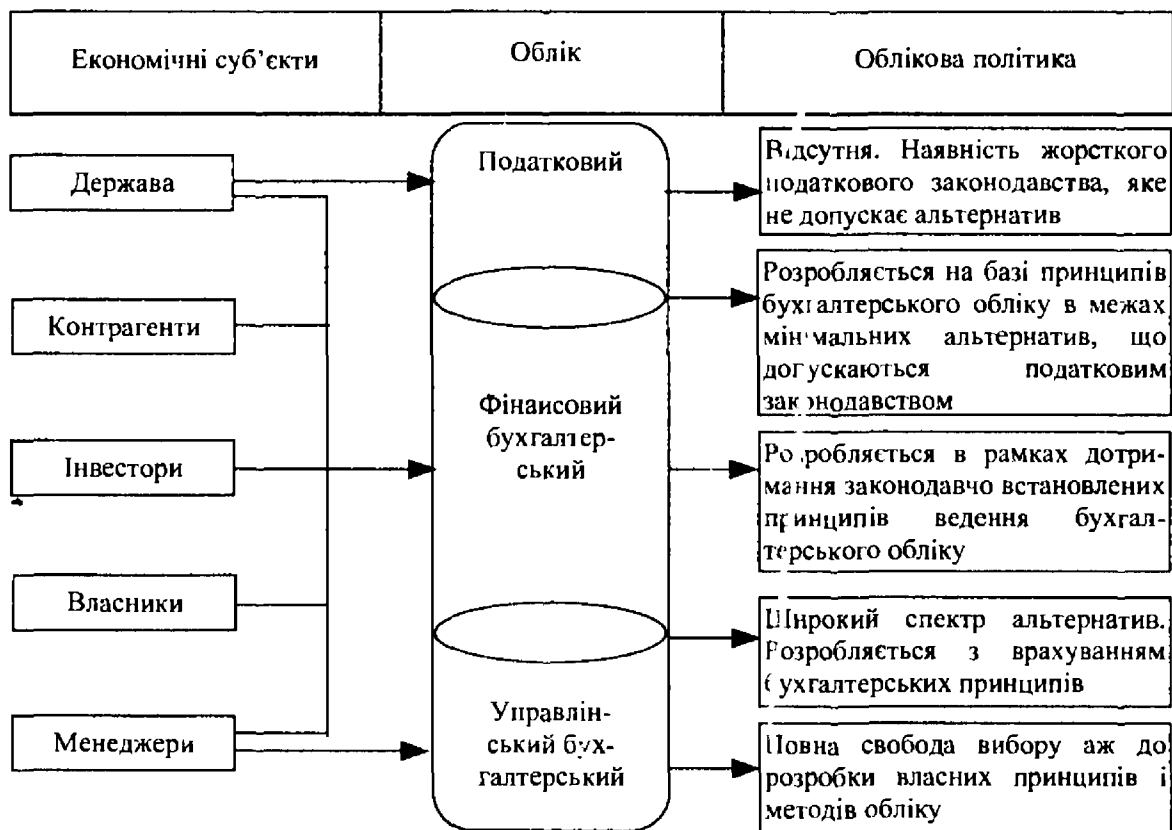 Економічні суб’єкти
Облік
Облікова політика
Держава
Контрагенти
Інвестори
Власники
Менеджери
Податковий
Фінаисовий
бухгалтер-
ський
Управлін-
ський бух-
галтерський
Відсутня. Наявність жорсткого
податкового законодавства, яке
не допускає альтернатив
Розробляється на базі принципів
бухгалтерського обліку в межах
мінімальних альтернатив, що
допускаються податковим
законодавством
Розробляється в рамках дотри-
мання законодавчо встановлених
принципів ведення бухгал-
терського обліку
Широкий спектр альтернатив.
Розробляється з врахуванням
бухгалтерських принципів
Повна свобода вибору аж до
розробки власних принципів і
методів обліку